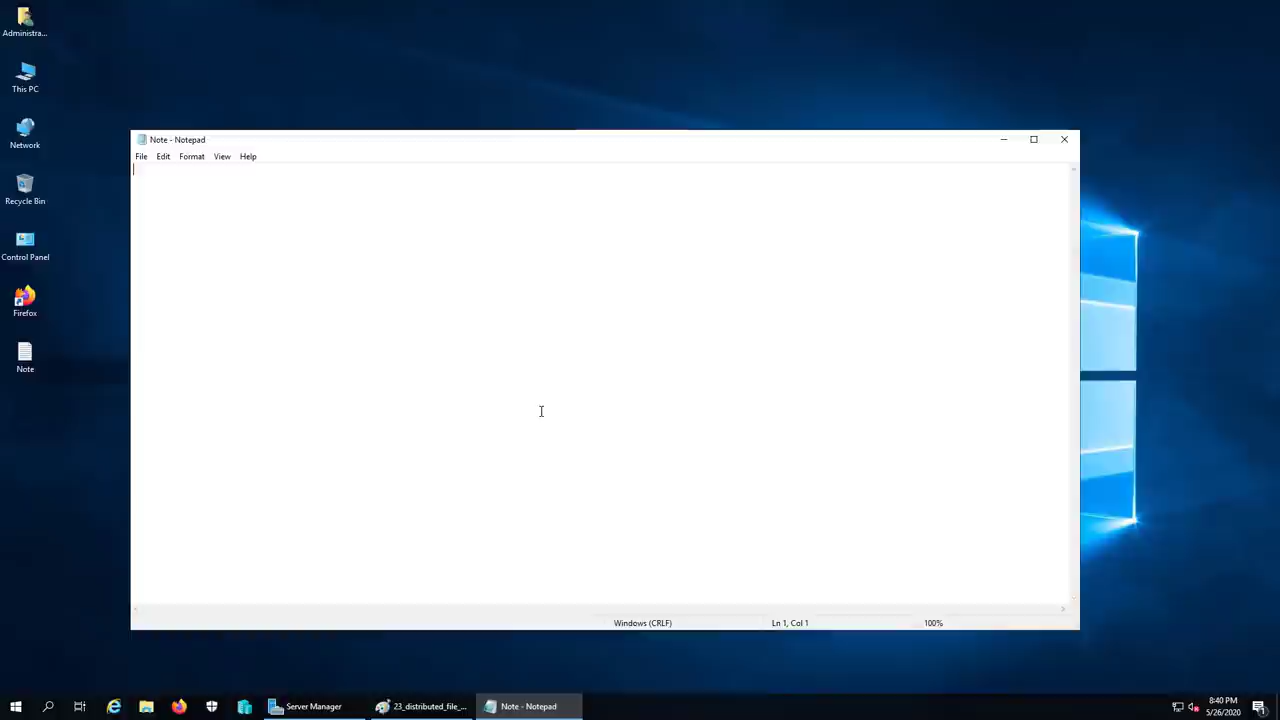 Administra...
This PC
Network
Recycle Bin
Control Panel
Firefox
Note
Note - Notepad
File Edit Format View Help
Windows (CRLF) Ln 1, Col 1 100%
Server Manager 23_distributed_file_... Note - Notepad
8:40 PM
5/26/2020